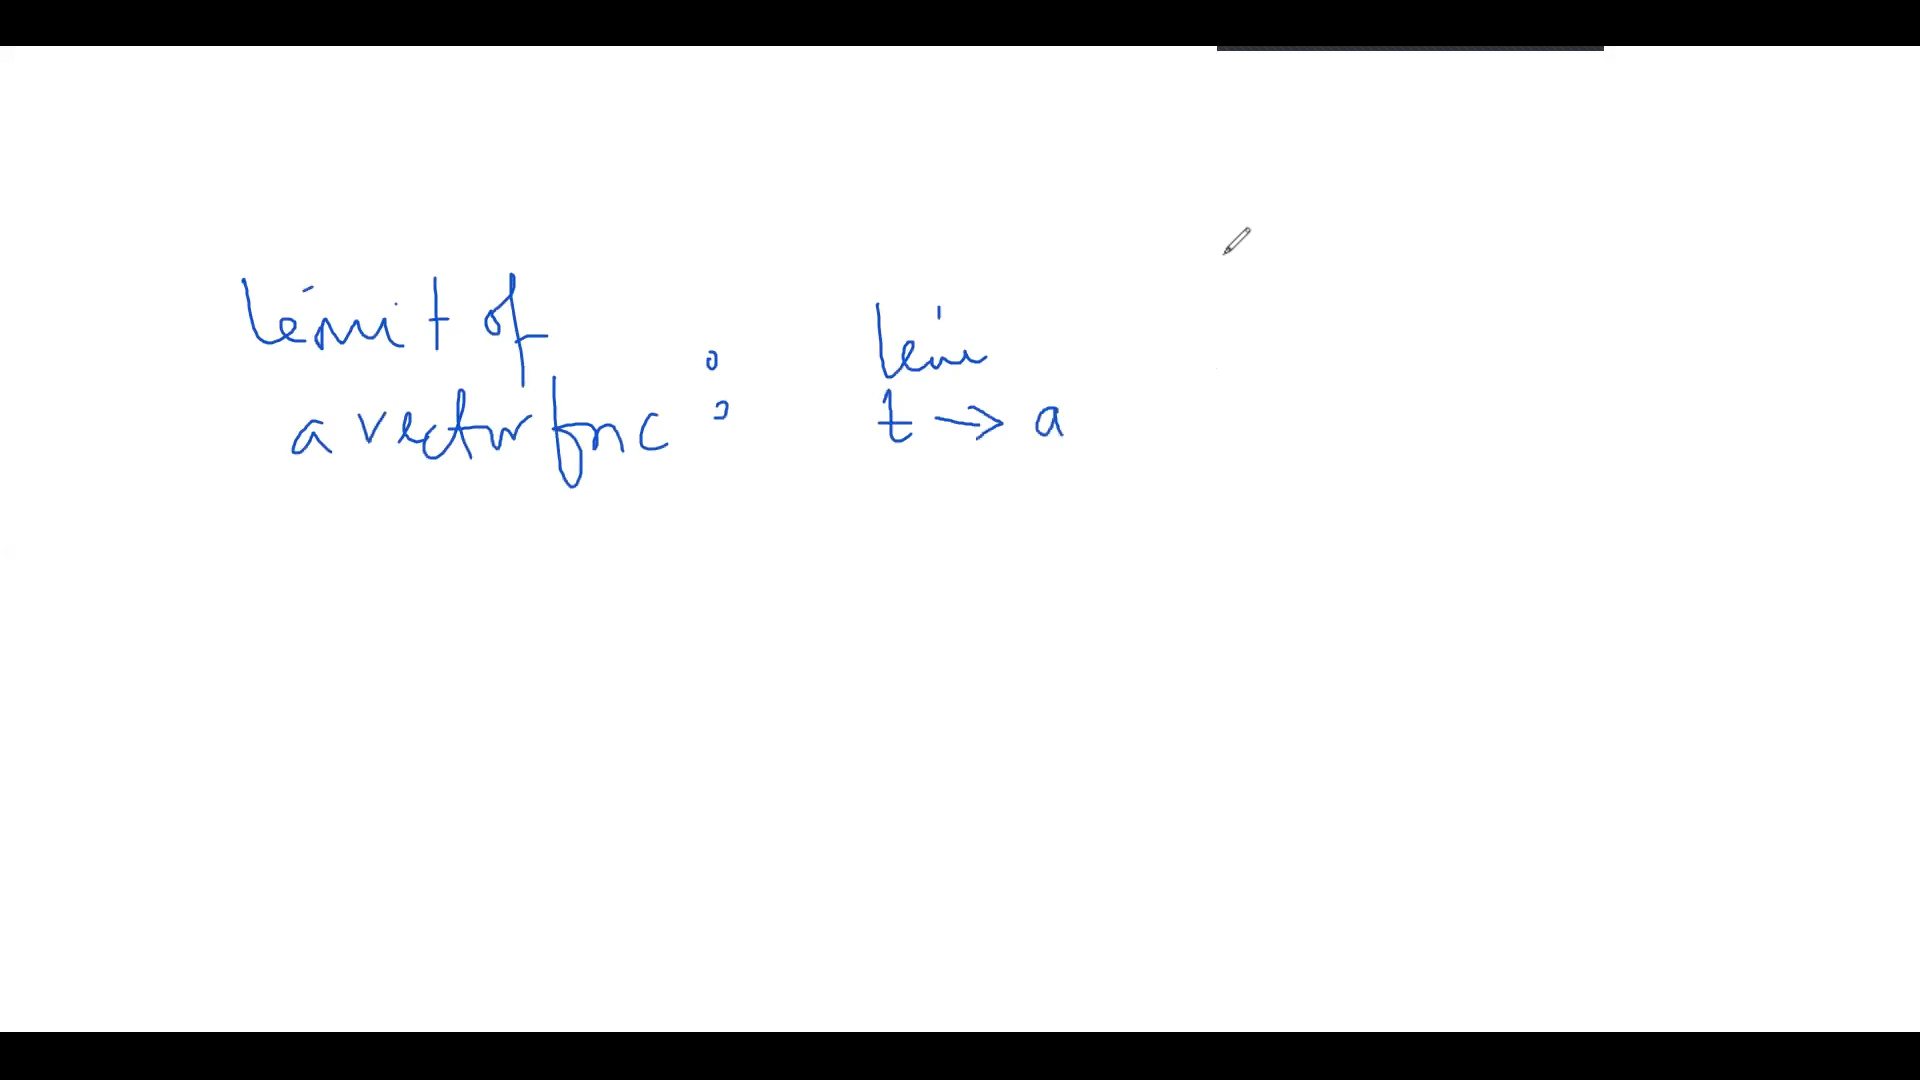 limit of
a vector fnc :
lim
t → a